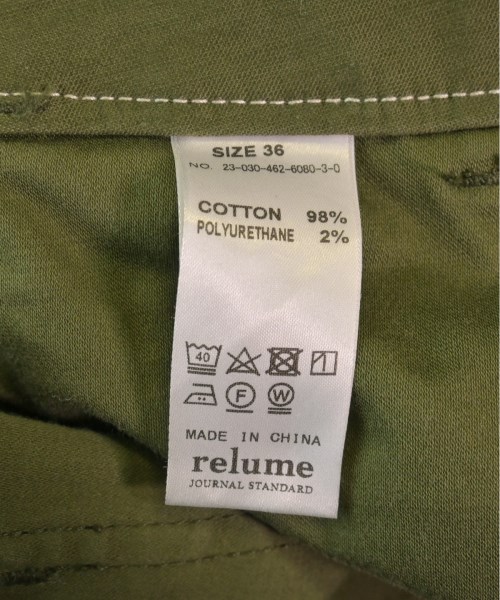 SIZE 36
NO. 23-030-462-6080-3-0
COTTON 98%
POLYURETHANE 2%
40
F W
MADE IN CHINA
relume
JOURNAL STANDARD